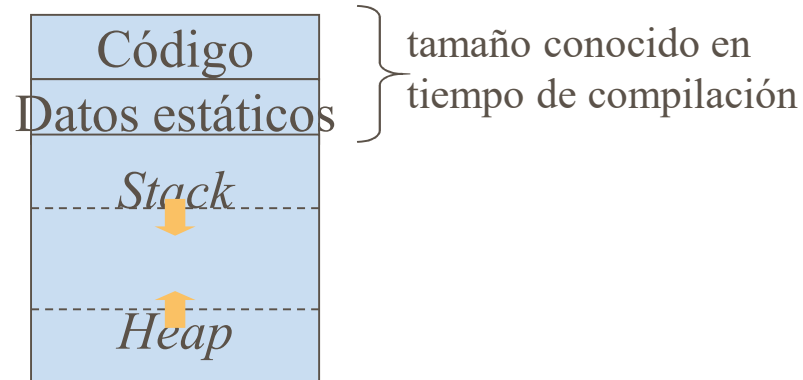 Código
tamaño conocido en
tiempo de compilación
Datos estáticos
Stack
Heap